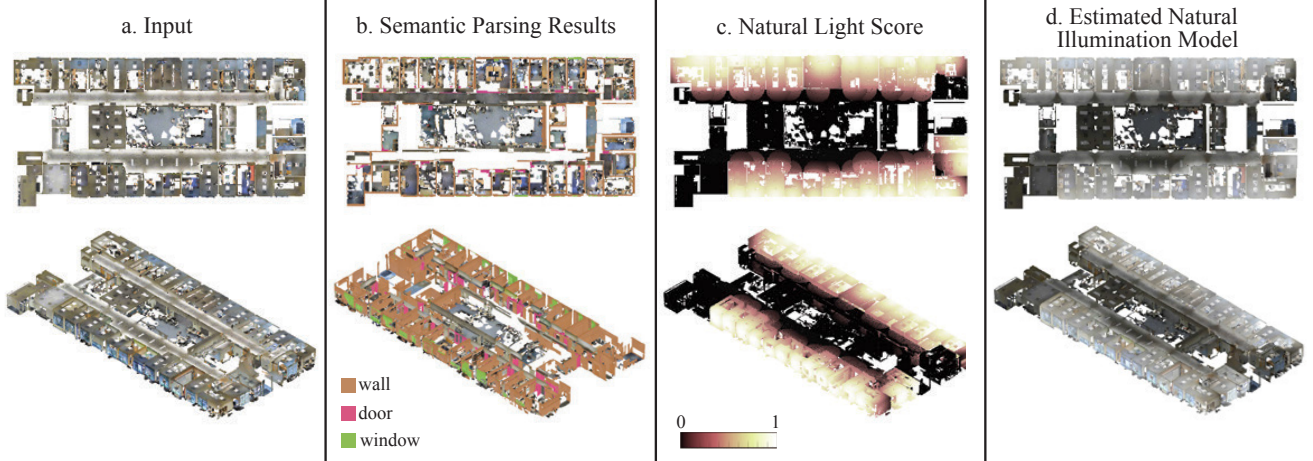 a. Input
b. Semantic Parsing Results
c. Natural Light Score
d. Estimated Natural
Illumination Model
wall
door
window
0
1